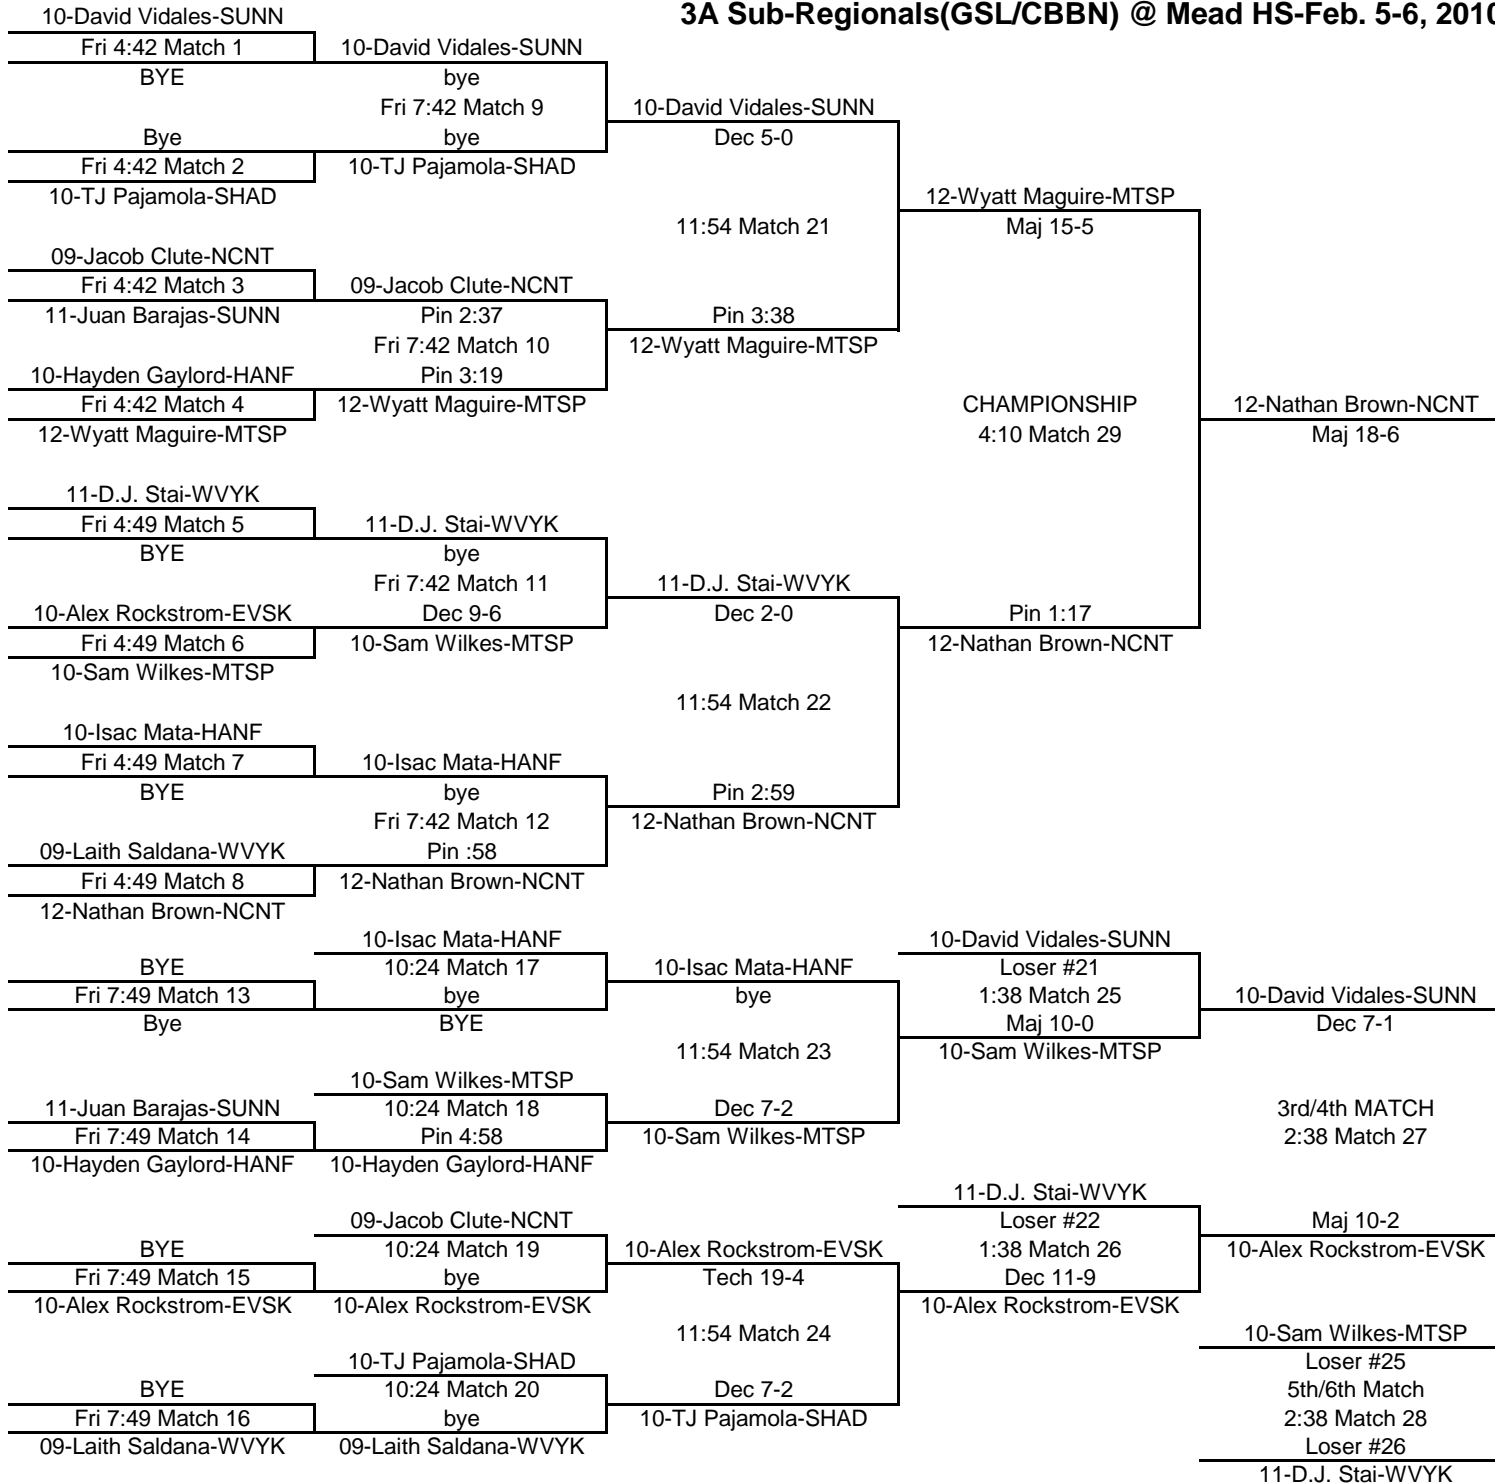 3A Sub-Regionals(GSL/CBBN) @ Mead HS-Feb. 5-6, 2010
10-David Vidales-SUNN
Fri 4:42 Match 1
BYE
Bye
Fri 4:42 Match 2
10-TJ Pajamola-SHAD
09-Jacob Clute-NCNT
Fri 4:42 Match 3
11-Juan Barajas-SUNN
10-Hayden Gaylord-HANF
Fri 4:42 Match 4
12-Wyatt Maguire-MTSP
11-D.J. Stai-WVYK
Fri 4:49 Match 5
BYE
10-Alex Rockstrom-EVSK
Fri 4:49 Match 6
10-Sam Wilkes-MTSP
10-Isac Mata-HANF
Fri 4:49 Match 7
BYE
09-Laith Saldana-WVYK
Fri 4:49 Match 8
12-Nathan Brown-NCNT
10-David Vidales-SUNN
bye
Fri 7:42 Match 9
bye
10-TJ Pajamola-SHAD
09-Jacob Clute-NCNT
Pin 2:37
Fri 7:42 Match 10
Pin 3:19
12-Wyatt Maguire-MTSP
11-D.J. Stai-WVYK
bye
Fri 7:42 Match 11
Dec 9-6
10-Sam Wilkes-MTSP
10-Isac Mata-HANF
bye
Fri 7:42 Match 12
Pin :58
12-Nathan Brown-NCNT
10-David Vidales-SUNN
Dec 5-0
11:54 Match 21
Pin 3:38
12-Wyatt Maguire-MTSP
11-D.J. Stai-WVYK
Dec 2-0
11:54 Match 22
Pin 2:59
12-Nathan Brown-NCNT
12-Wyatt Maguire-MTSP
Maj 15-5
CHAMPIONSHIP
4:10 Match 29
Pin 1:17
12-Nathan Brown-NCNT
12-Nathan Brown-NCNT
Maj 18-6
BYE
Fri 7:49 Match 13
Bye
11-Juan Barajas-SUNN
Fri 7:49 Match 14
10-Hayden Gaylord-HANF
BYE
Fri 7:49 Match 15
10-Alex Rockstrom-EVSK
BYE
Fri 7:49 Match 16
09-Laith Saldana-WVYK
10-Isac Mata-HANF
10:24 Match 17
bye
BYE
10-Sam Wilkes-MTSP
10:24 Match 18
Pin 4:58
10-Hayden Gaylord-HANF
09-Jacob Clute-NCNT
10:24 Match 19
bye
10-Alex Rockstrom-EVSK
10-TJ Pajamola-SHAD
10:24 Match 20
bye
09-Laith Saldana-WVYK
10-Isac Mata-HANF
bye
11:54 Match 23
Dec 7-2
10-Sam Wilkes-MTSP
10-Alex Rockstrom-EVSK
Tech 19-4
11:54 Match 24
Dec 7-2
10-TJ Pajamola-SHAD
10-David Vidales-SUNN
Loser #21
1:38 Match 25
Maj 10-0
10-Sam Wilkes-MTSP
11-D.J. Stai-WVYK
Loser #22
1:38 Match 26
Dec 11-9
10-Alex Rockstrom-EVSK
10-David Vidales-SUNN
Dec 7-1
3rd/4th MATCH
2:38 Match 27
Maj 10-2
10-Alex Rockstrom-EVSK
10-Sam Wilkes-MTSP
Loser #25
5th/6th Match
2:38 Match 28
Loser #26
11-D.J. Stai-WVYK